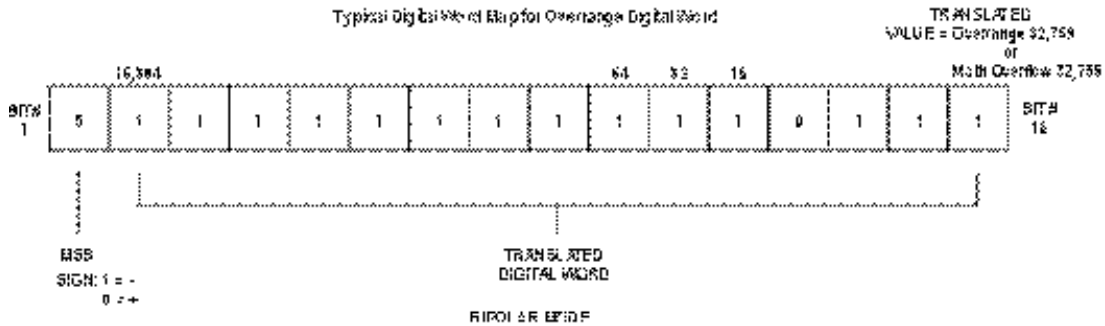 Typical Digital Word Map for Overrange Digital Word
TRANSLATED
VALUE = Overrange 32,759
or
Math Overflow 32,759
16,384 64 32 16
BIT#
1
0 1 1 1 1 1 1 1 1 1 1 1 0 1 1 1
BIT#
16
MSB
SIGN: 1 = -
0 = +
TRANSLATED
DIGITAL WORD
BIPOLAR MODE